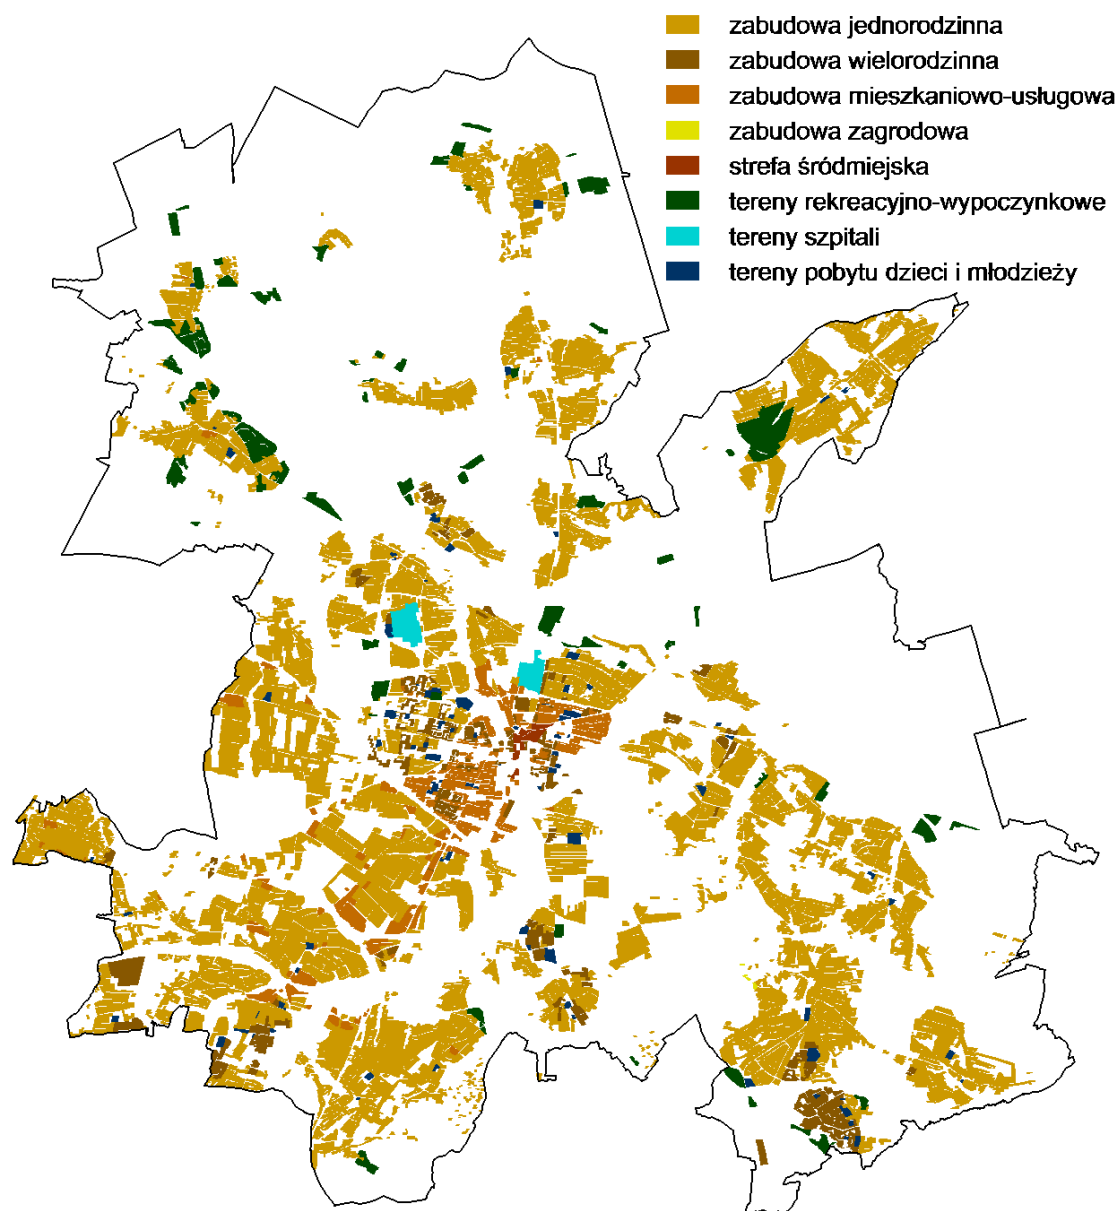 zabudowa jednorodzinna
zabudowa wielorodzinna
zabudowa mieszkaniowo-usługowa
zabudowa zagrodowa
strefa śródmiejska
tereny rekreacyjno-wypoczynkowe
tereny szpitali
tereny pobytu dzieci i młodzieży